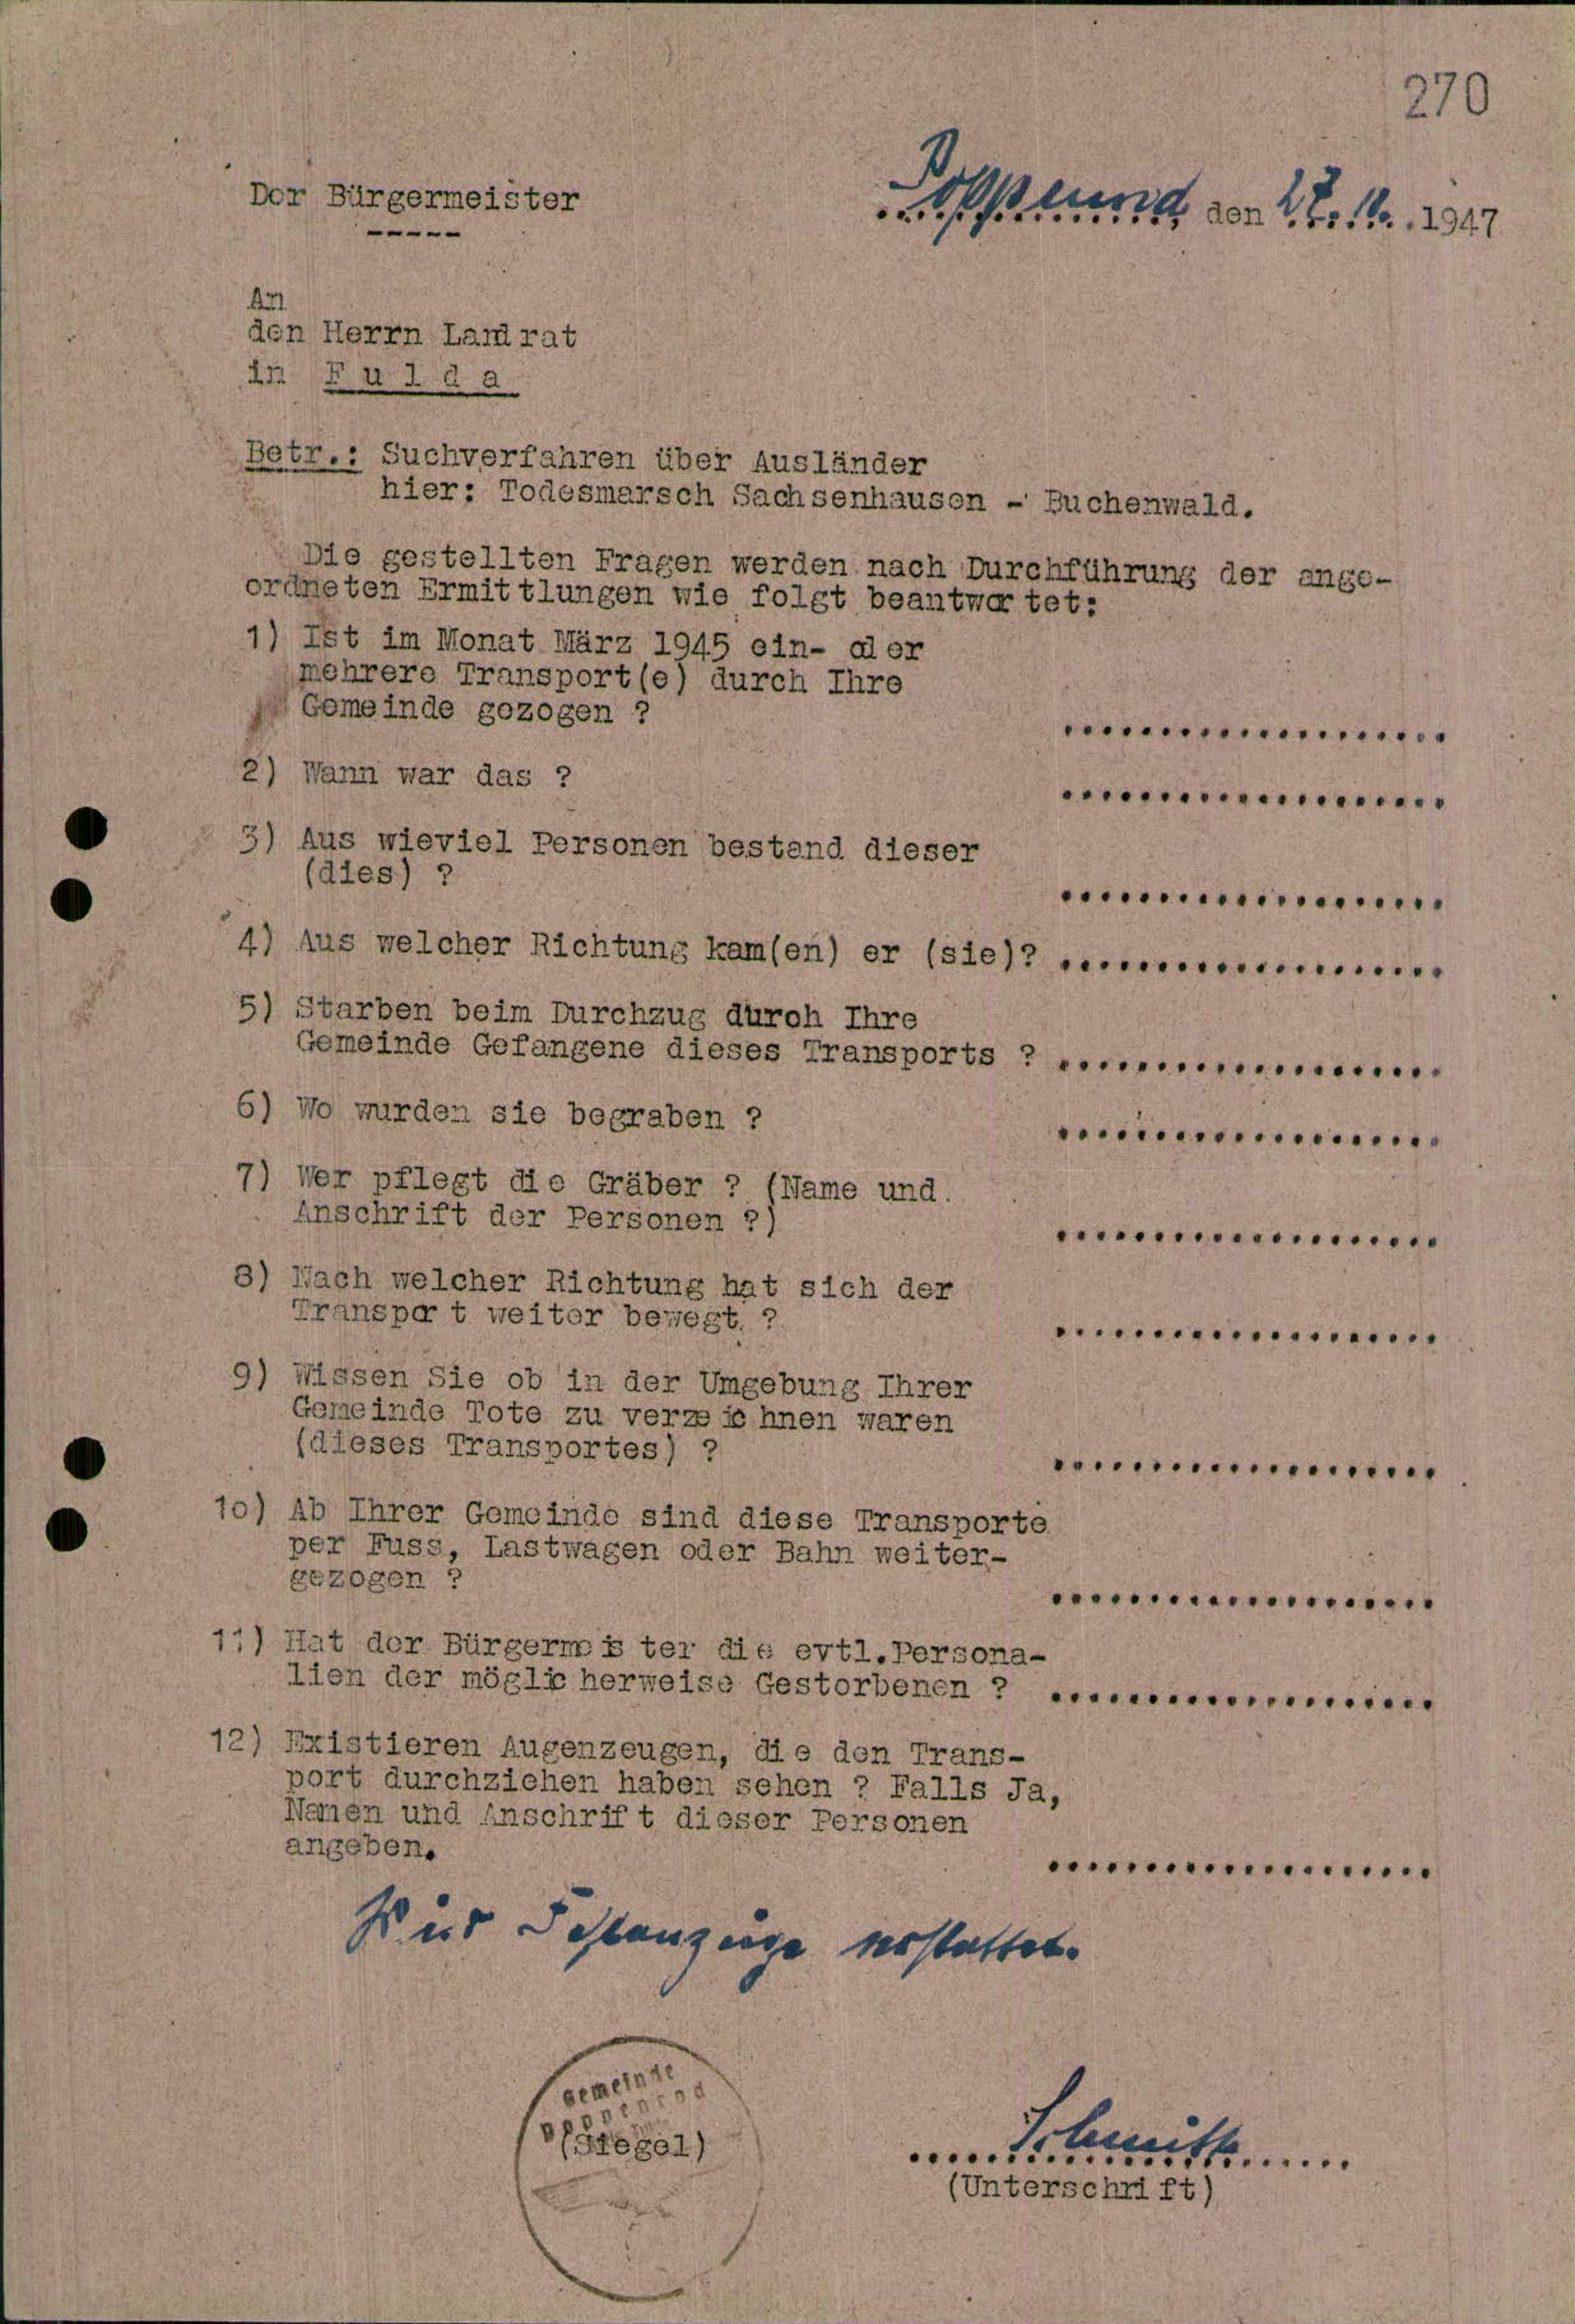 270
Der Bürgermeister
-----
Poppenrod, den 27. 1947
An
den Herrn Landrat
in F u l d a
Betr.: Suchverfahren über Ausländer
hier: Todesmarsch Sachsenhausen - Buchenwald.
Die gestellten Fragen werden nach Durchführung der ange-
ordneten Ermittlungen wie folgt beantwortet:
1) Ist im Monat März 1945 ein- oder
mehrere Transport(e) durch Ihre
Gemeinde gezogen ? ....................
2) Wann war das ? ....................
3) Aus wieviel Personen bestand dieser
(dies) ? ....................
4) Aus welcher Richtung kam(en) er (sie)? ....................
5) Starben beim Durchzug durch Ihre
Gemeinde Gefangene dieses Transports ? ....................
6) Wo wurden sie begraben ? ....................
7) Wer pflegt die Gräber ? (Name und
Anschrift der Personen ?) ....................
8) Nach welcher Richtung hat sich der
Transport weiter bewegt ? ....................
9) Wissen Sie ob in der Umgebung Ihrer
Gemeinde Tote zu verzeichnen waren
(dieses Transportes) ? ....................
1o) Ab Ihrer Gemeinde sind diese Transporte
per Fuss, Lastwagen oder Bahn weiter-
gezogen ? ....................
11) Hat der Bürgermeister die evtl.Persona-
lien der möglicherweise Gestorbenen ? ....................
12) Existieren Augenzeugen, die den Trans-
port durchziehen haben sehen ? Falls Ja,
Namen und Anschrift dieser Personen
angeben. ....................
Wird Fehlanzeige erstattet.
Gemeinde
Poppenrod
(Siegel)
Schmitt
(Unterschrift)